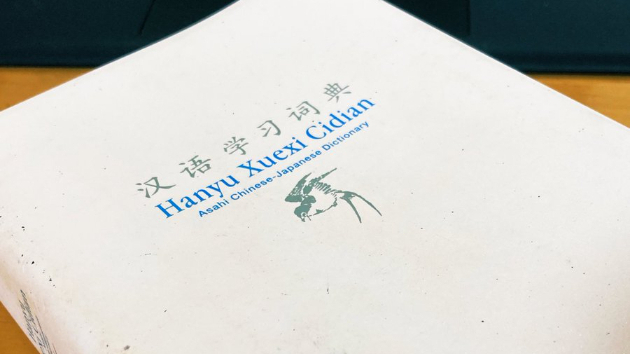 汉语学习词典
Hanyu Xuexi Cidian
Asahi Chinese-Japanese Dictionary